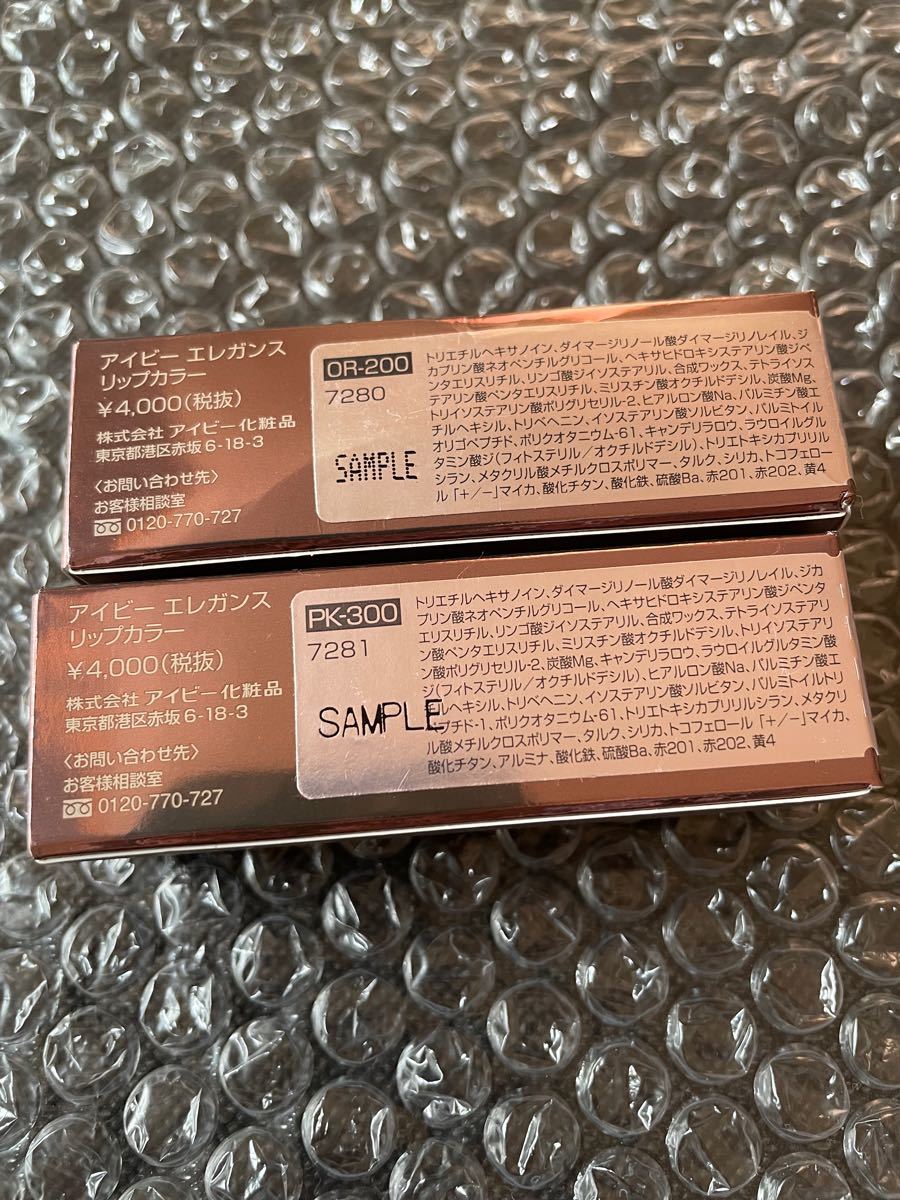 アイビー エレガンス
リップカラー
¥4,000(税抜)
株式会社 アイビー化粧品
東京都港区赤坂6-18-3
〈お問い合わせ先〉
お客様相談室
0120-770-727
OR-200
7280
SAMPLE
トリエチルヘキサノイン、ダイマージリノール酸ダイマージリノレイル、ジ
カプリン酸ネオペンチルグリコール、ヘキサヒドロキシステアリン酸ジペ
ンタエリスリチル、リンゴ酸ジイソステアリル、合成ワックス、テトライソス
テアリン酸ペンタエリスリチル、ミリスチン酸オクチルドデシル、炭酸Mg、
トリイソステアリン酸ポリグリセリル-2、ヒアルロン酸Na、パルミチン酸エ
チルヘキシル、トリベヘニン、イソステアリン酸ソルビタン、パルミトイル
オリゴペプチド、ポリクオタニウム-61、キャンデリラロウ、ラウロイルグル
タミン酸ジ(フィトステリル/オクチルドデシル)、トリエトキシカプリリル
シラン、メタクリル酸メチルクロスポリマー、タルク、シリカ、トコフェロー
ル「+/-」マイカ、酸化チタン、酸化鉄、硫酸Ba、赤201、赤202、黄4
アイビー エレガンス
リップカラー
¥4,000(税抜)
株式会社 アイビー化粧品
東京都港区赤坂6-18-3
〈お問い合わせ先〉
お客様相談室
0120-770-727
PK-300
7281
SAMPLE
トリエチルヘキサノイン、ダイマージリノール酸ダイマージリノレイル、ジカ
プリン酸ネオペンチルグリコール、ヘキサヒドロキシステアリン酸ジペンタ
エリスリチル、リンゴ酸ジイソステアリル、合成ワックス、テトライソステアリ
ン酸ペンタエリスリチル、ミリスチン酸オクチルドデシル、トリイソステアリ
ン酸ポリグリセリル-2、炭酸Mg、キャンデリラロウ、ラウロイルグルタミン酸
ジ(フィトステリル/オクチルドデシル)、ヒアルロン酸Na、パルミチン酸エ
チルヘキシル、トリベヘニン、イソステアリン酸ソルビタン、パルミトイルトリ
ペプチド-1、ポリクオタニウム-61、トリエトキシカプリリルシラン、メタクリ
ル酸メチルクロスポリマー、タルク、シリカ、トコフェロール「+/-」マイカ、
酸化チタン、アルミナ、酸化鉄、硫酸Ba、赤201、赤202、黄4